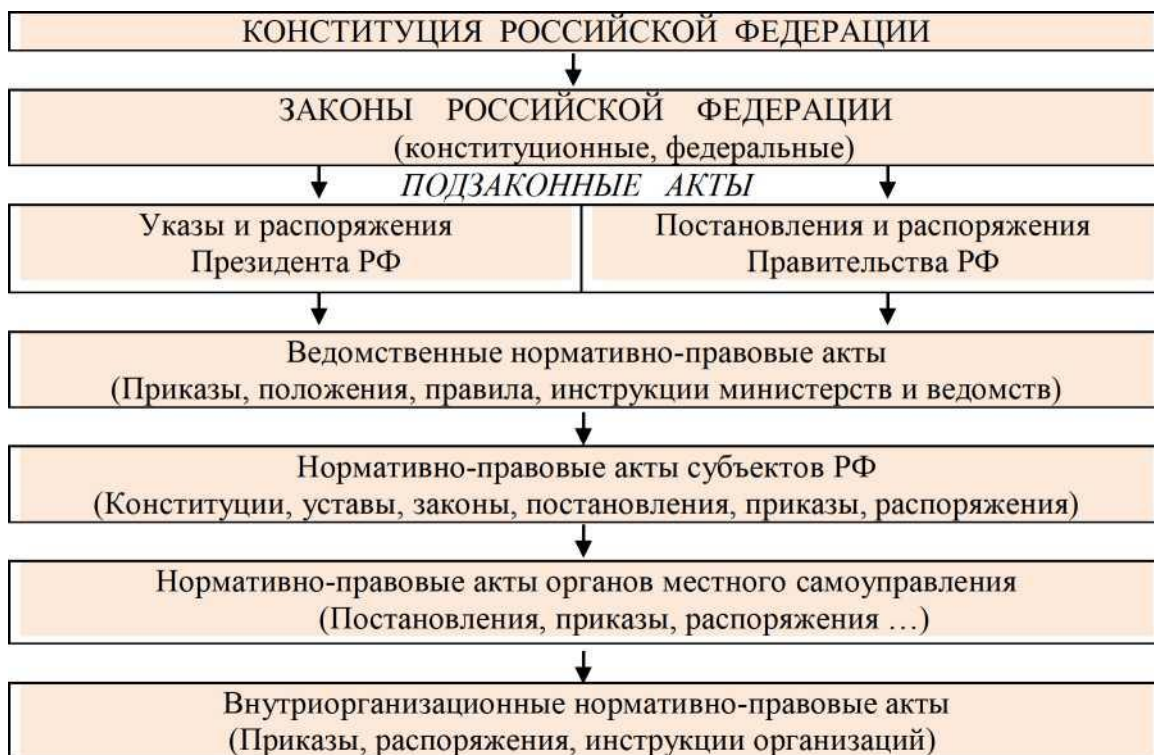 КОНСТИТУЦИЯ РОССИЙСКОЙ ФЕДЕРАЦИИ
ЗАКОНЫ РОССИЙСКОЙ ФЕДЕРАЦИИ
(конституционные, федеральные)
ПОДЗАКОННЫЕ АКТЫ
Указы и распоряжения
Президента РФ
Постановления и распоряжения
Правительства РФ
Ведомственные нормативно-правовые акты
(Приказы, положения, правила, инструкции министерств и ведомств)
Нормативно-правовые акты субъектов РФ
(Конституции, уставы, законы, постановления, приказы, распоряжения)
Нормативно-правовые акты органов местного самоуправления
(Постановления, приказы, распоряжения …)
Внутриорганизационные нормативно-правовые акты
(Приказы, распоряжения, инструкции организаций)